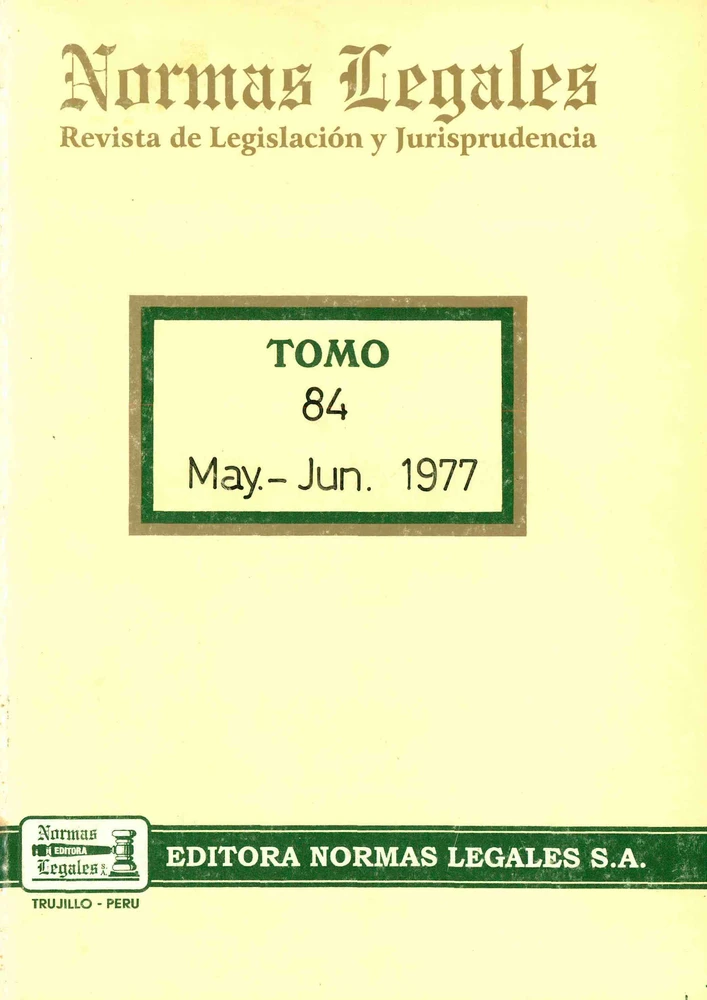 Normas Legales
Revista de Legislación y Jurisprudencia
TOMO
84
May.- Jun. 1977
Normas
EDITORA
Legales S.A.
EDITORA NORMAS LEGALES S.A.
TRUJILLO - PERU